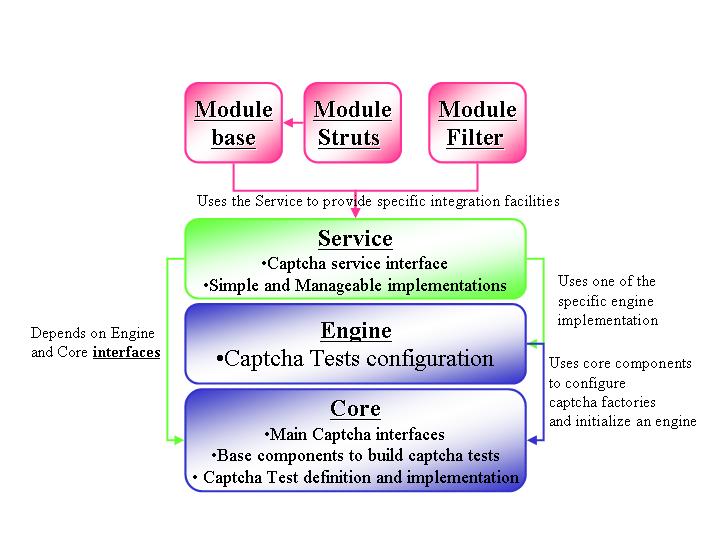 Module
base
Module
Struts
Module
Filter
Uses the Service to provide specific integration facilities
Service
•Captcha service interface
•Simple and Manageable implementations
Uses one of the
specific engine
implementation
Depends on Engine
and Core interfaces
Engine
•Captcha Tests configuration
Uses core components
to configure
captcha factories
and initialize an engine
Core
•Main Captcha interfaces
•Base components to build captcha tests
• Captcha Test definition and implementation